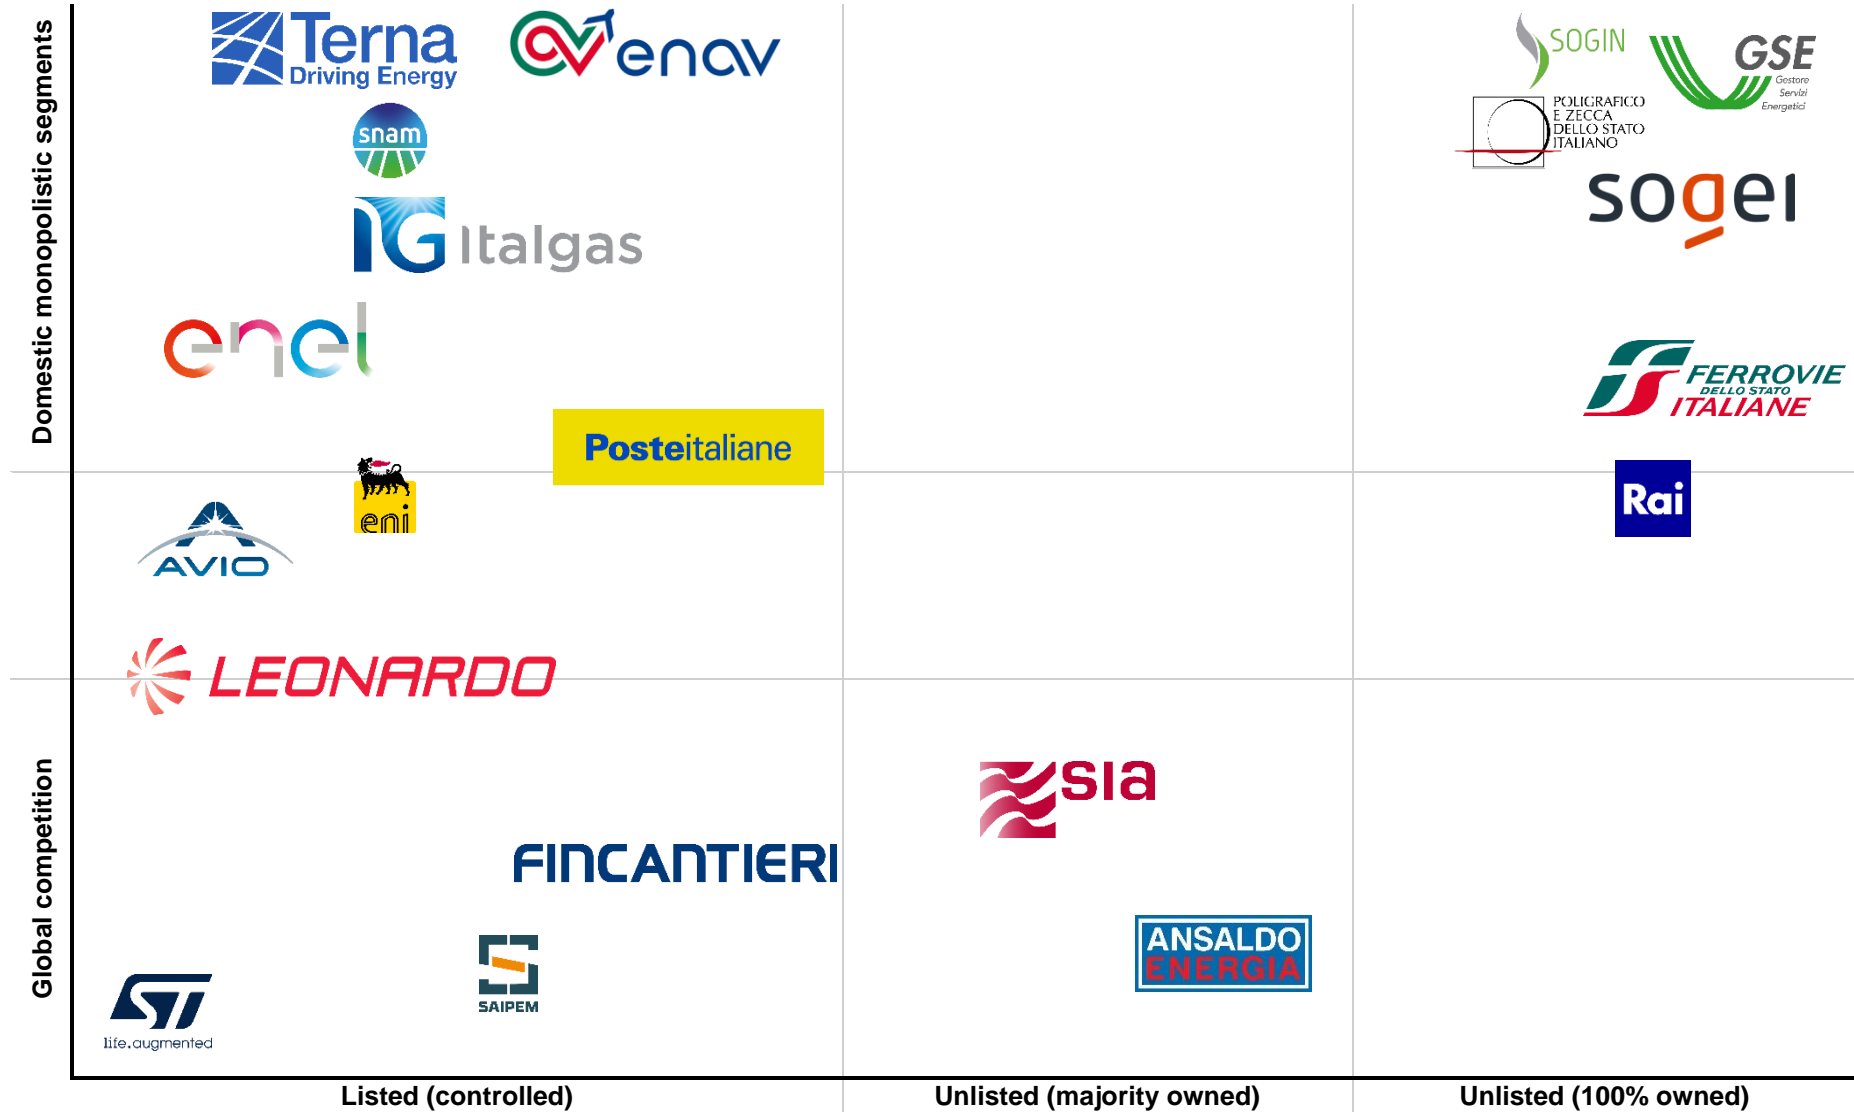 Domestic monopolistic segments
Global competition
Terna
Driving Energy
enav
snam
IG Italgas
enel
Posteitaliane
eni
AVIO
LEONARDO
FINCANTIERI
SAIPEM
ST
life.augmented
sia
ANSALDO
ENERGIA
SOGIN
GSE
Gestore
Servizi
Energetici
POLIGRAFICO
E ZECCA
DELLO STATO
ITALIANO
sogei
FERROVIE
DELLO STATO
ITALIANE
Rai
Listed (controlled)
Unlisted (majority owned)
Unlisted (100% owned)